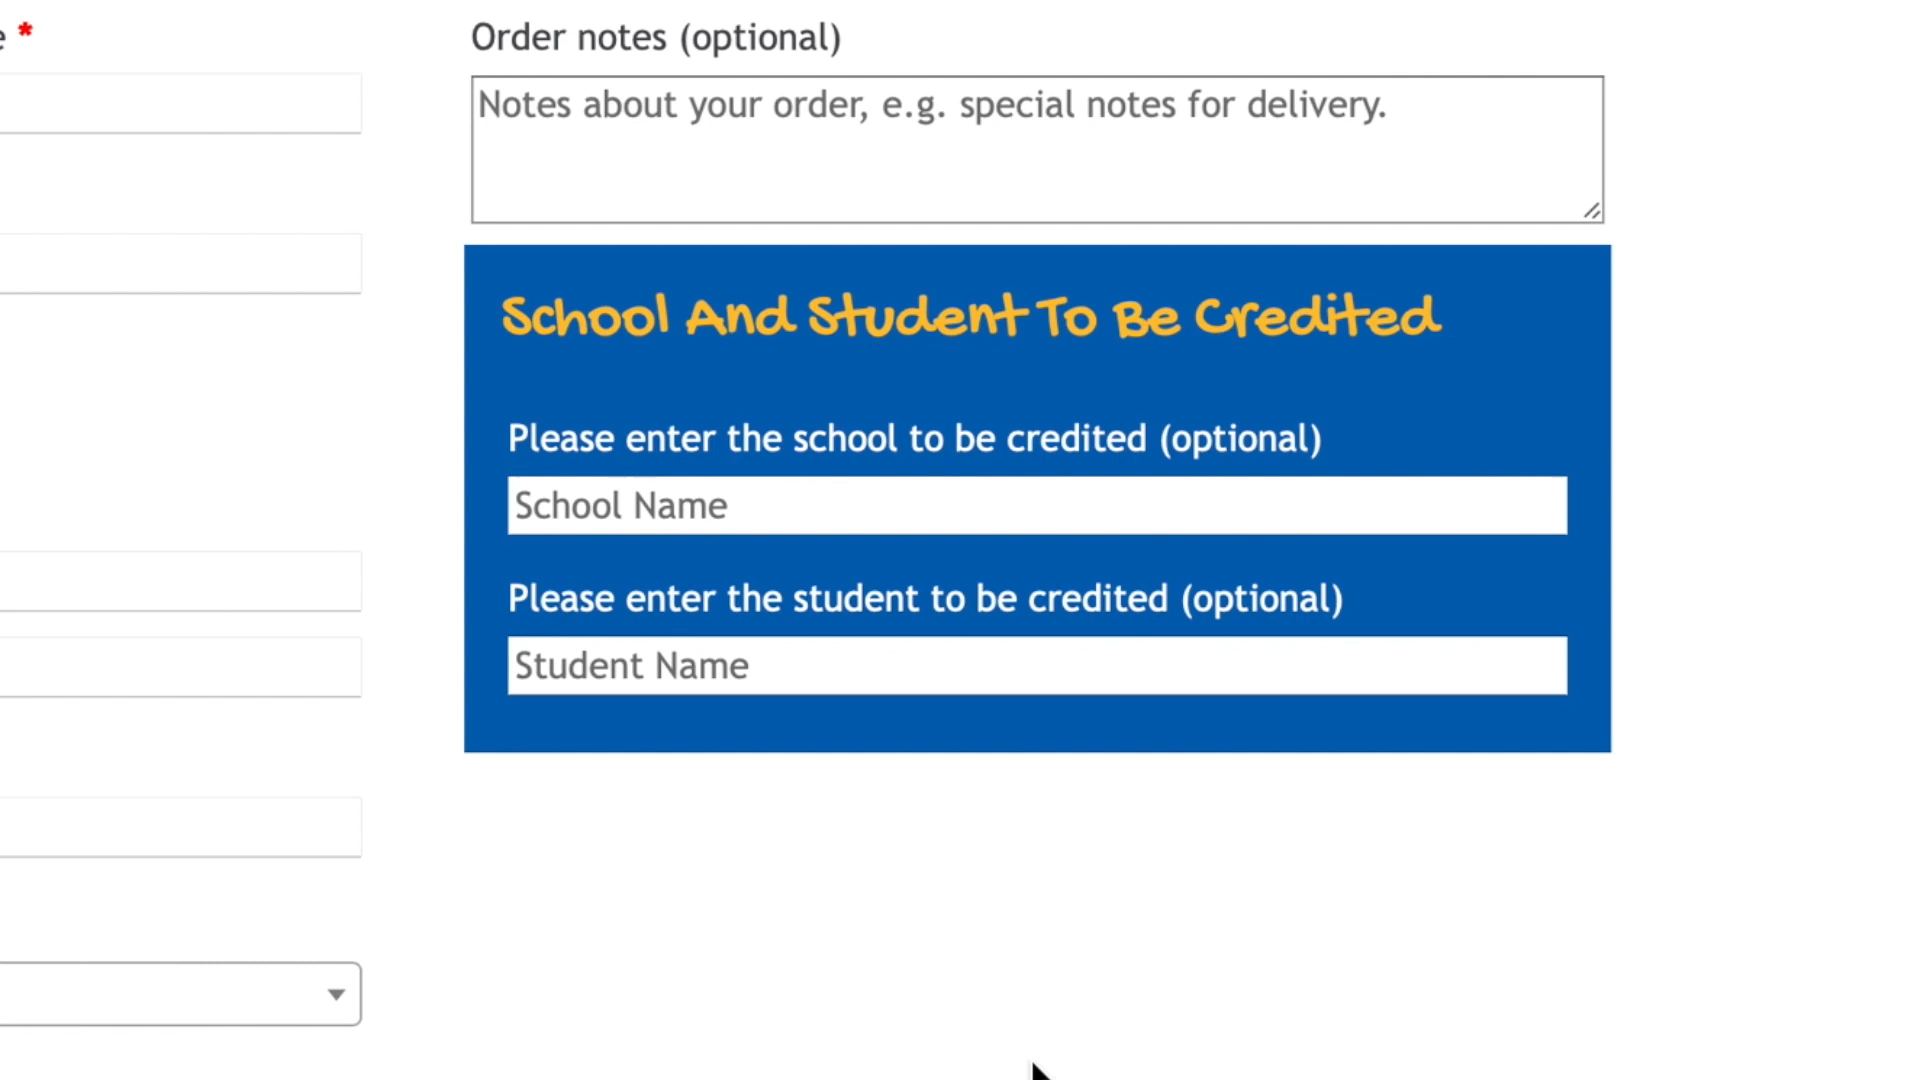 e *
Order notes (optional)
Notes about your order, e.g. special notes for delivery.
School And Student To Be Credited
Please enter the school to be credited (optional)
School Name
Please enter the student to be credited (optional)
Student Name